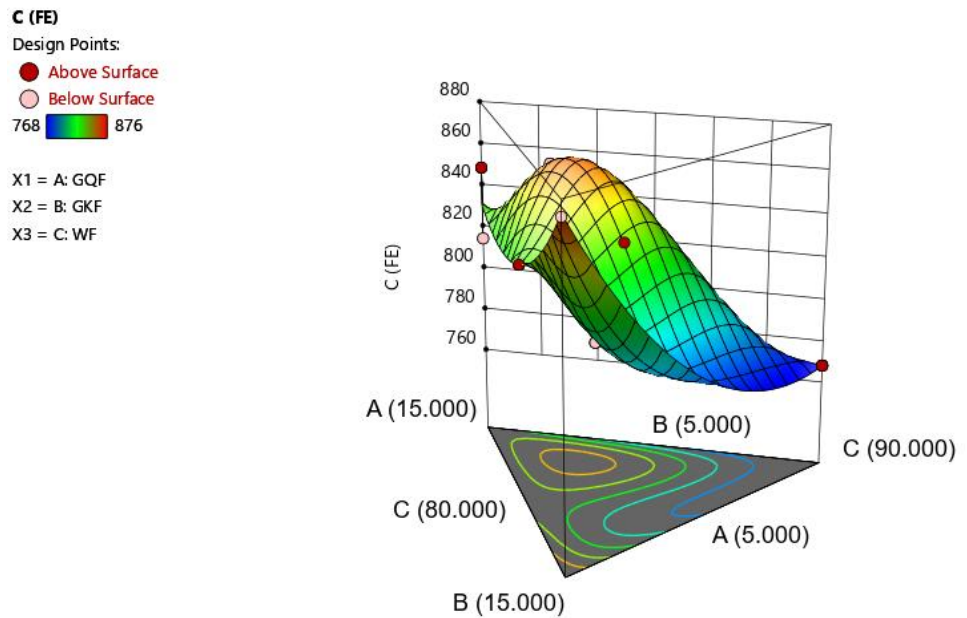 C (FE)
Design Points:
Above Surface
Below Surface
768 876
X1 = A: GQF
X2 = B: GKF
X3 = C: WF
880
860
840
820
800
780
760
C (FE)
A (15.000)
B (5.000)
C (90.000)
C (80.000)
A (5.000)
B (15.000)